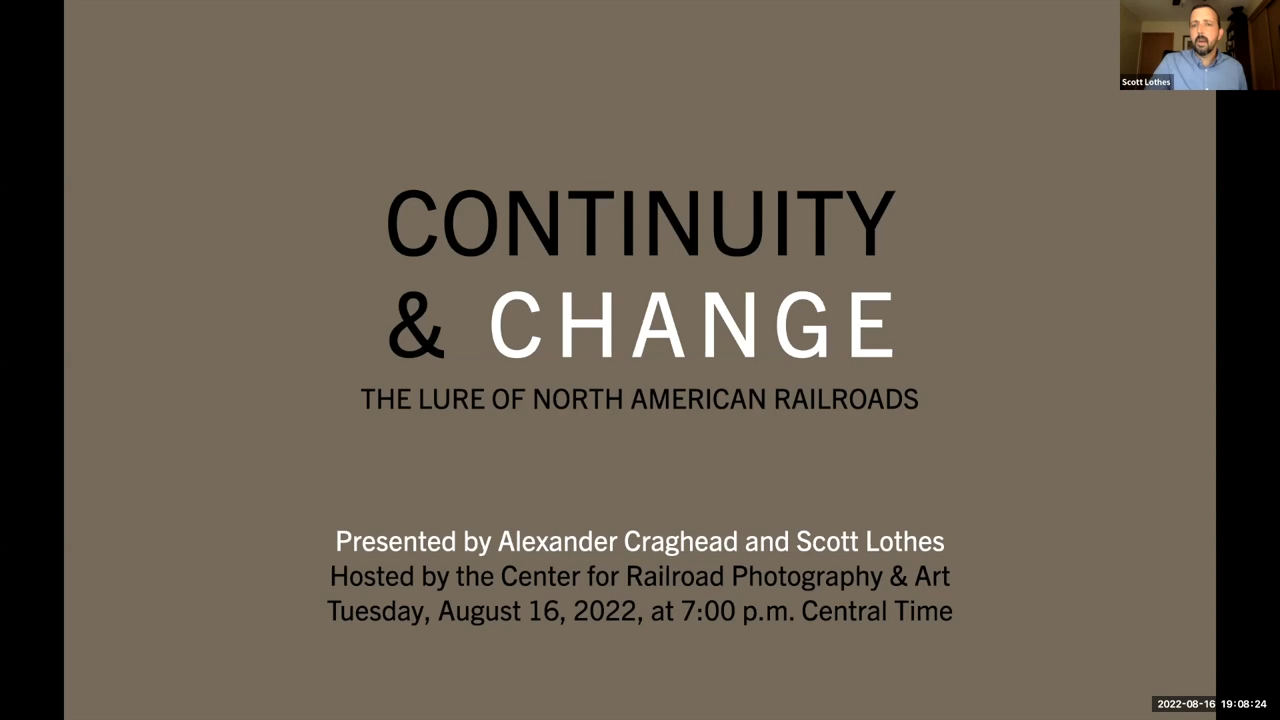 Scott Lothes
CONTINUITY
& CHANGE
THE LURE OF NORTH AMERICAN RAILROADS
Presented by Alexander Craghead and Scott Lothes
Hosted by the Center for Railroad Photography & Art
Tuesday, August 16, 2022, at 7:00 p.m. Central Time
2022-08-16 19:08:24